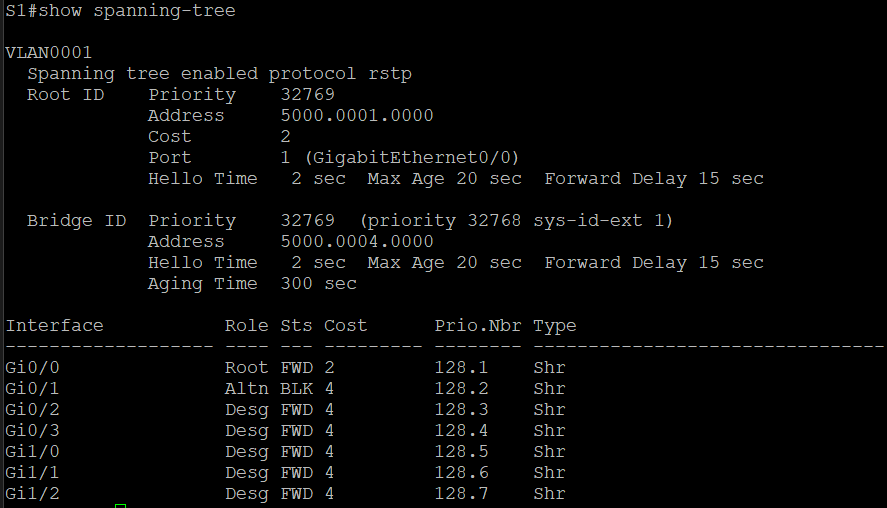 S1#show spanning-tree

VLAN0001
  Spanning tree enabled protocol rstp
  Root ID    Priority    32769
             Address     5000.0001.0000
             Cost        2
             Port        1 (GigabitEthernet0/0)
             Hello Time   2 sec  Max Age 20 sec  Forward Delay 15 sec

  Bridge ID  Priority    32769  (priority 32768 sys-id-ext 1)
             Address     5000.0004.0000
             Hello Time   2 sec  Max Age 20 sec  Forward Delay 15 sec
             Aging Time  300 sec

Interface           Role Sts Cost      Prio.Nbr Type
------------------- ---- --- --------- -------- --------------------------------
Gi0/0               Root FWD 2         128.1    Shr
Gi0/1               Altn BLK 4         128.2    Shr
Gi0/2               Desg FWD 4         128.3    Shr
Gi0/3               Desg FWD 4         128.4    Shr
Gi1/0               Desg FWD 4         128.5    Shr
Gi1/1               Desg FWD 4         128.6    Shr
Gi1/2               Desg FWD 4         128.7    Shr